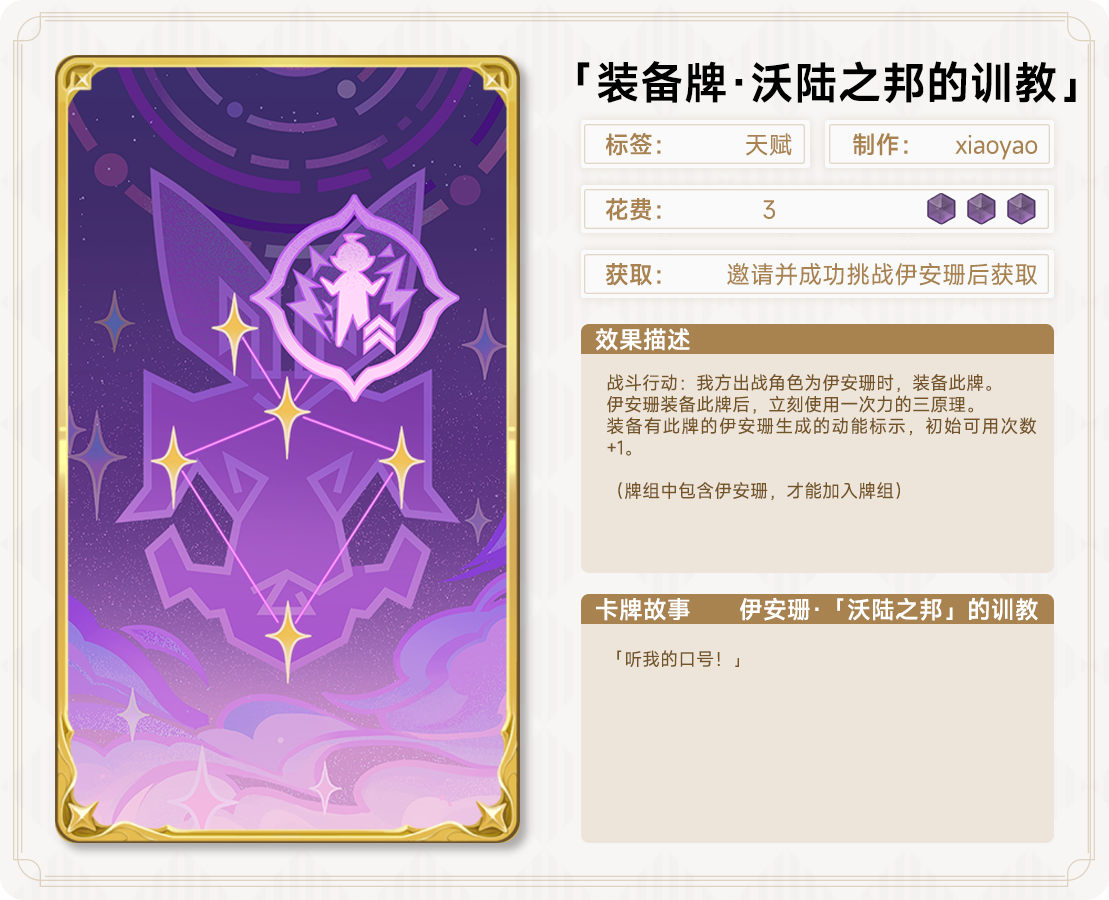 「装备牌·沃陆之邦的训教」
标签： 天赋 制作： xiaoyao
花费： 3
获取： 邀请并成功挑战伊安珊后获取
效果描述
战斗行动：我方出战角色为伊安珊时，装备此牌。
伊安珊装备此牌后，立刻使用一次力的三原理。
装备有此牌的伊安珊生成的动能标示，初始可用次数
+1。
（牌组中包含伊安珊，才能加入牌组）
卡牌故事 伊安珊·「沃陆之邦」的训教
「听我的口号！」